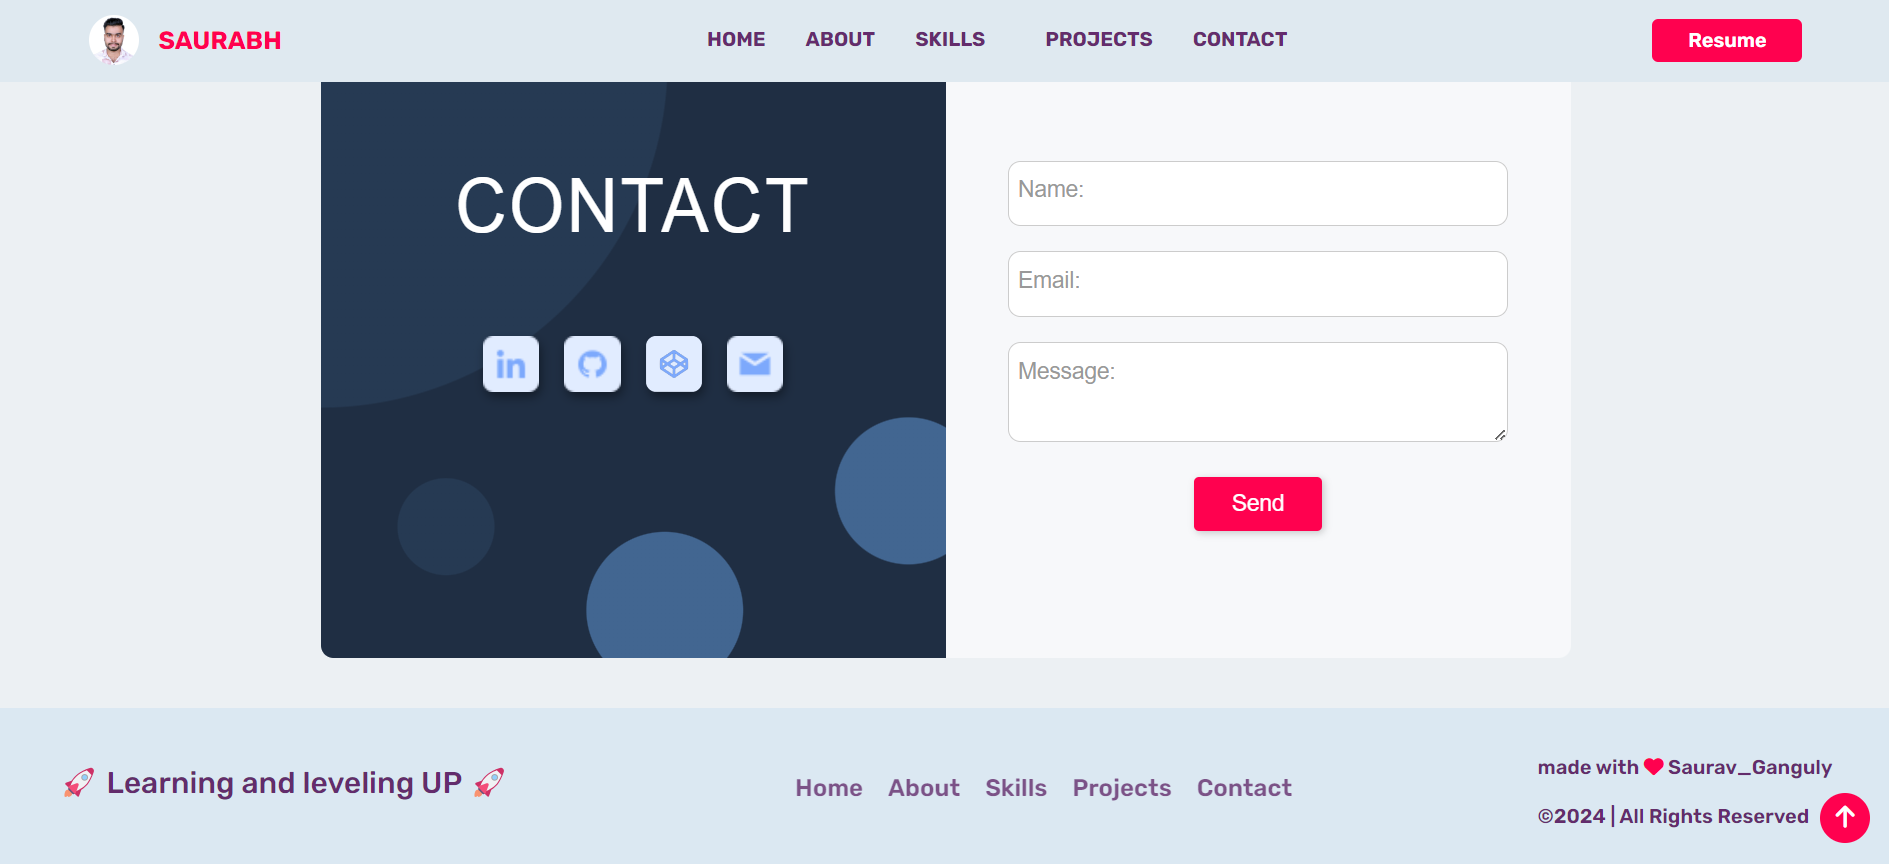 SAURABH
HOME ABOUT SKILLS PROJECTS CONTACT
Resume
CONTACT
in
Name:
Email:
Message:
Send
🚀 Learning and leveling UP 🚀
Home About Skills Projects Contact
made with ❤ Saurav_Ganguly
©2024 | All Rights Reserved